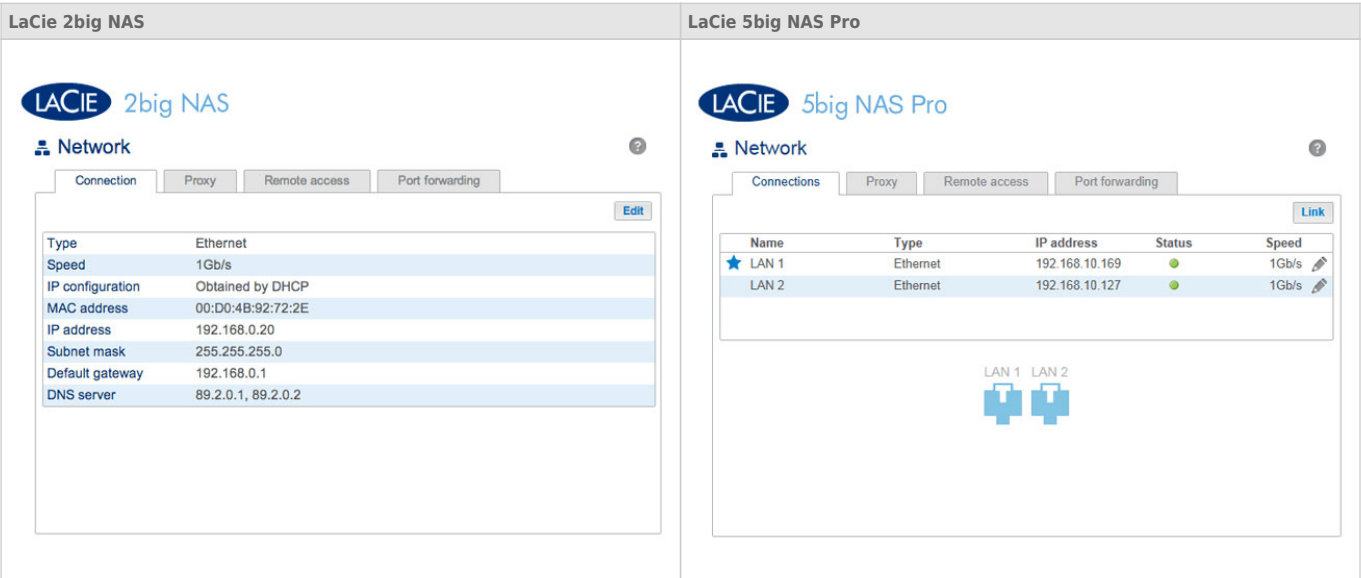 LaCie 2big NAS
LACIE 2big NAS
Network
?
Connection Proxy Remote access Port forwarding
Edit
Type Ethernet
Speed 1Gb/s
IP configuration Obtained by DHCP
MAC address 00:D0:4B:92:72:2E
IP address 192.168.0.20
Subnet mask 255.255.255.0
Default gateway 192.168.0.1
DNS server 89.2.0.1, 89.2.0.2
LaCie 5big NAS Pro
LACIE 5big NAS Pro
Network
?
Connections Proxy Remote access Port forwarding
Link
Name Type IP address Status Speed
LAN 1 Ethernet 192.168.10.169 1Gb/s
LAN 2 Ethernet 192.168.10.127 1Gb/s
LAN 1 LAN 2